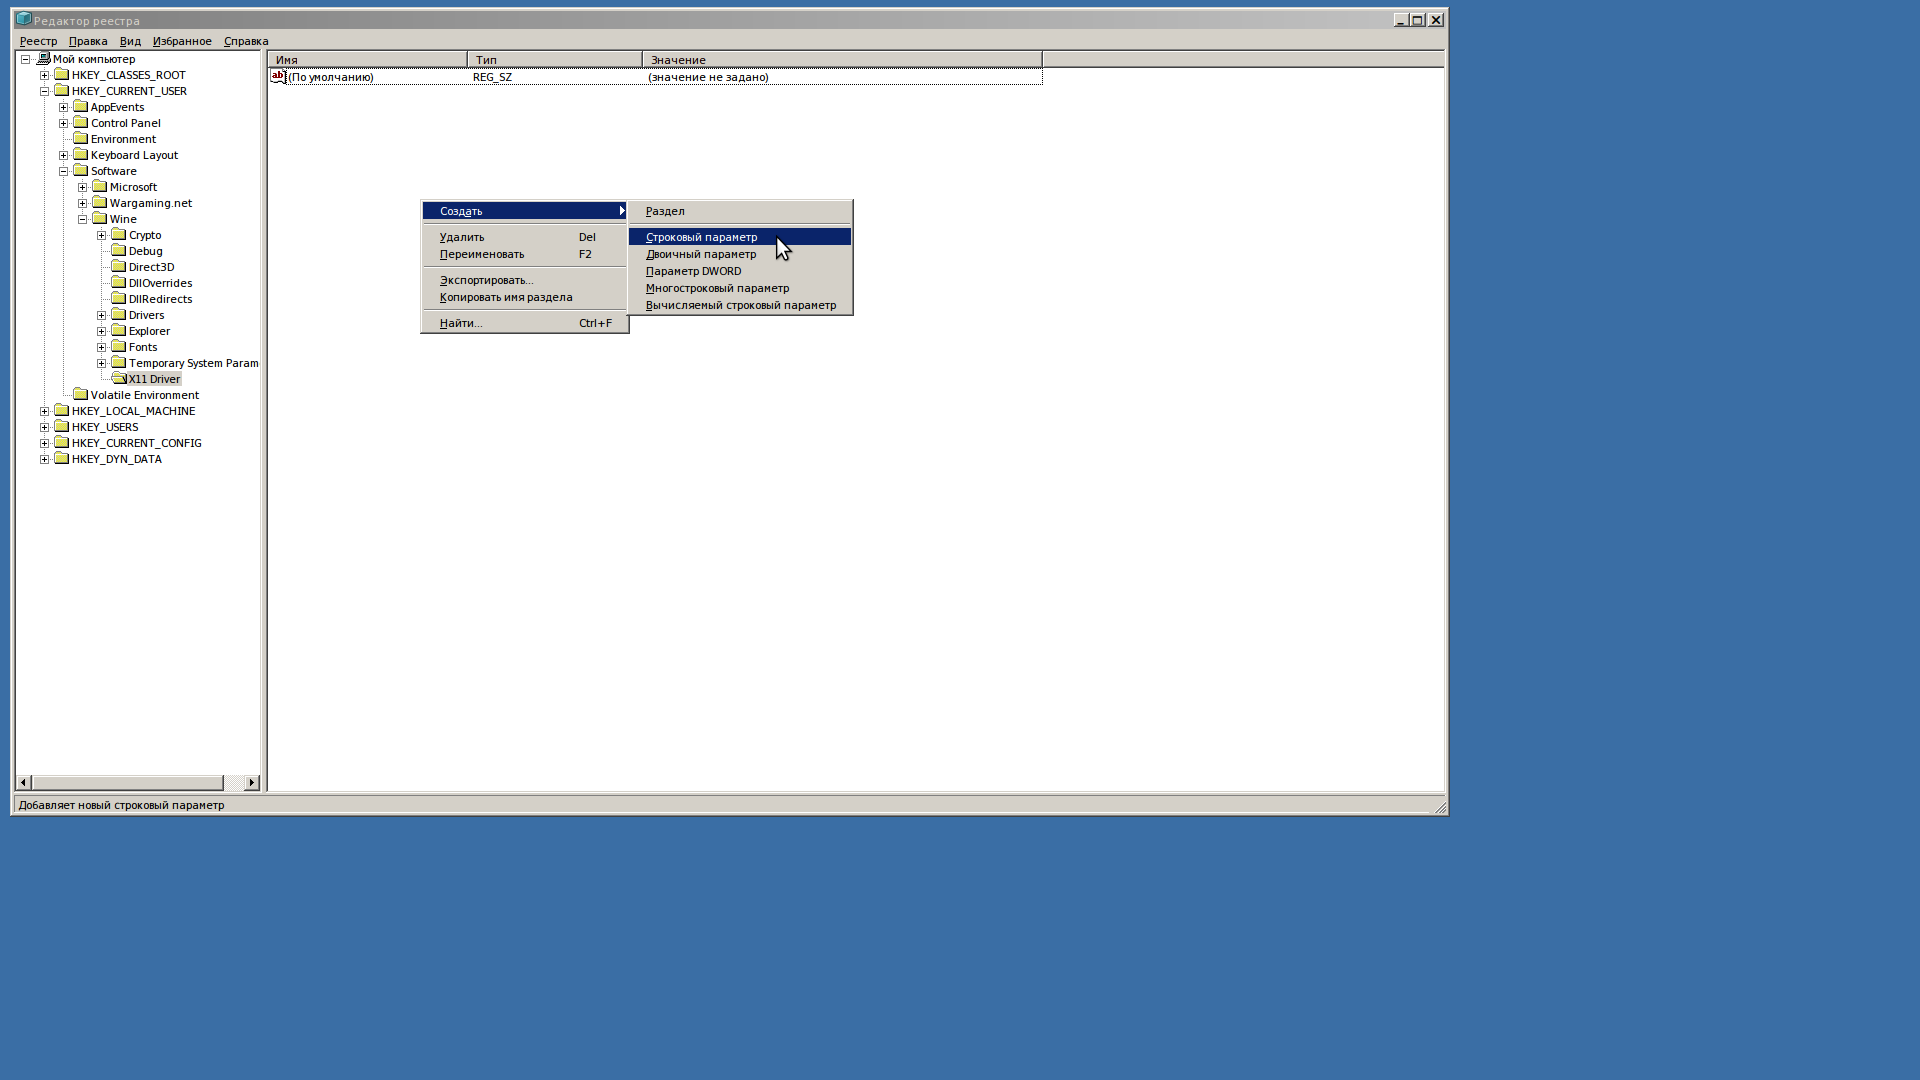 Редактор реестра
Реестр Правка Вид Избранное Справка
Мой компьютер
HKEY_CLASSES_ROOT
HKEY_CURRENT_USER
AppEvents
Control Panel
Environment
Keyboard Layout
Software
Microsoft
Wargaming.net
Wine
Crypto
Debug
Direct3D
DllOverrides
DllRedirects
Drivers
Explorer
Fonts
Temporary System Param
X11 Driver
Volatile Environment
HKEY_LOCAL_MACHINE
HKEY_USERS
HKEY_CURRENT_CONFIG
HKEY_DYN_DATA
Имя Тип Значение
ab (По умолчанию) REG_SZ (значение не задано)
Создать
Удалить Del
Переименовать F2
Экспортировать...
Копировать имя раздела
Найти... Ctrl+F
Раздел
Строковый параметр
Двоичный параметр
Параметр DWORD
Многостроковый параметр
Вычисляемый строковый параметр
Добавляет новый строковый параметр